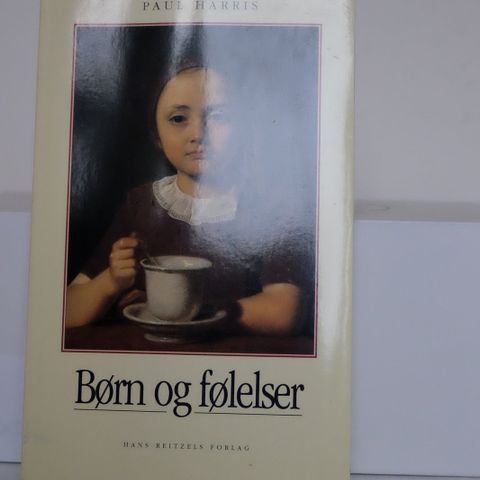 PAUL HARRIS
Børn og følelser
HANS REITZELS FORLAG